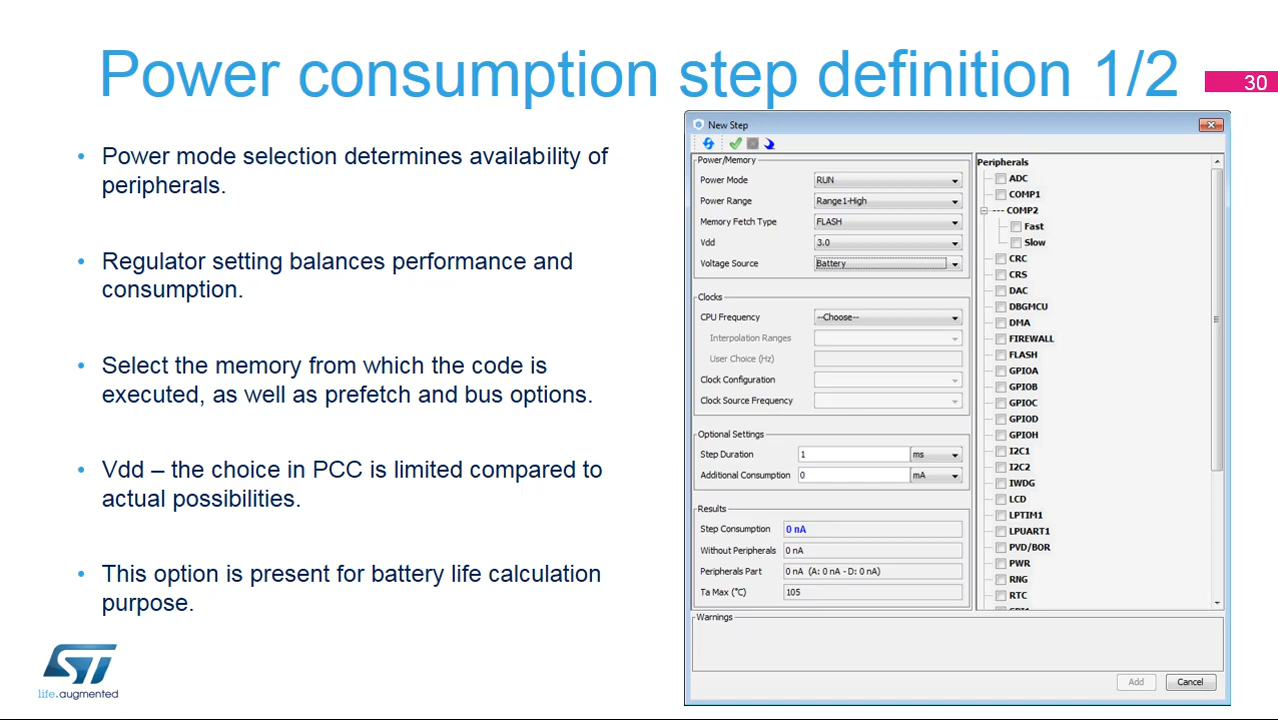 Power consumption step definition 1/2
30
• Power mode selection determines availability of
peripherals.
• Regulator setting balances performance and
consumption.
• Select the memory from which the code is
executed, as well as prefetch and bus options.
• Vdd – the choice in PCC is limited compared to
actual possibilities.
• This option is present for battery life calculation
purpose.
ST
life.augmented
New Step
Power/Memory
Power Mode RUN
Power Range Range1-High
Memory Fetch Type FLASH
Vdd 3.0
Voltage Source Battery
Clocks
CPU Frequency --Choose--
Interpolation Ranges
User Choice (Hz)
Clock Configuration
Clock Source Frequency
Optional Settings
Step Duration 1 ms
Additional Consumption 0 mA
Results
Step Consumption 0 nA
Without Peripherals 0 nA
Peripherals Part 0 nA (A: 0 nA - D: 0 nA)
Ta Max (°C) 105
Peripherals
ADC
COMP1
COMP2
Fast
Slow
CRC
CRS
DAC
DBGMCU
DMA
FIREWALL
FLASH
GPIOA
GPIOB
GPIOC
GPIOD
GPIOH
I2C1
I2C2
IWDG
LCD
LPTIM1
LPUART1
PVD/BOR
PWR
RNG
RTC
Warnings
Add Cancel